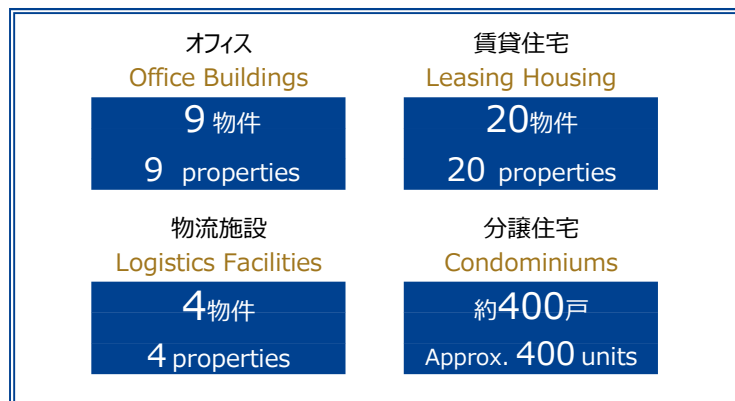 オフィス
Office Buildings
9 物件
9 properties
賃貸住宅
Leasing Housing
20物件
20 properties
物流施設
Logistics Facilities
4物件
4 properties
分譲住宅
Condominiums
約400戸
Approx. 400 units